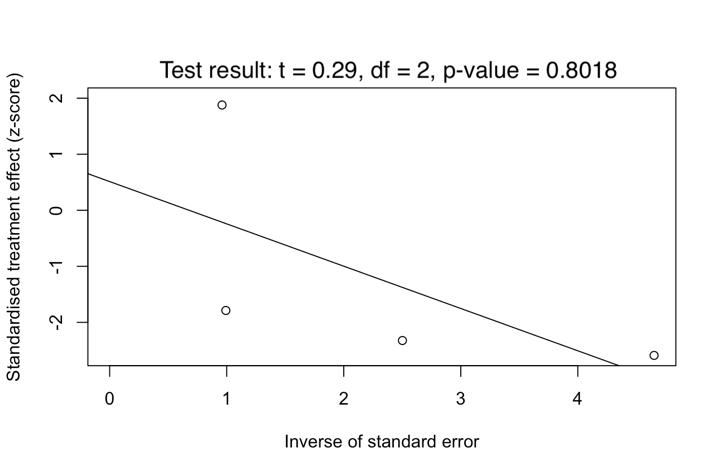 Test result: t = 0.29, df = 2, p-value = 0.8018
Standardised treatment effect (z-score)
2
1
0
-1
-2
0 1 2 3 4
Inverse of standard error